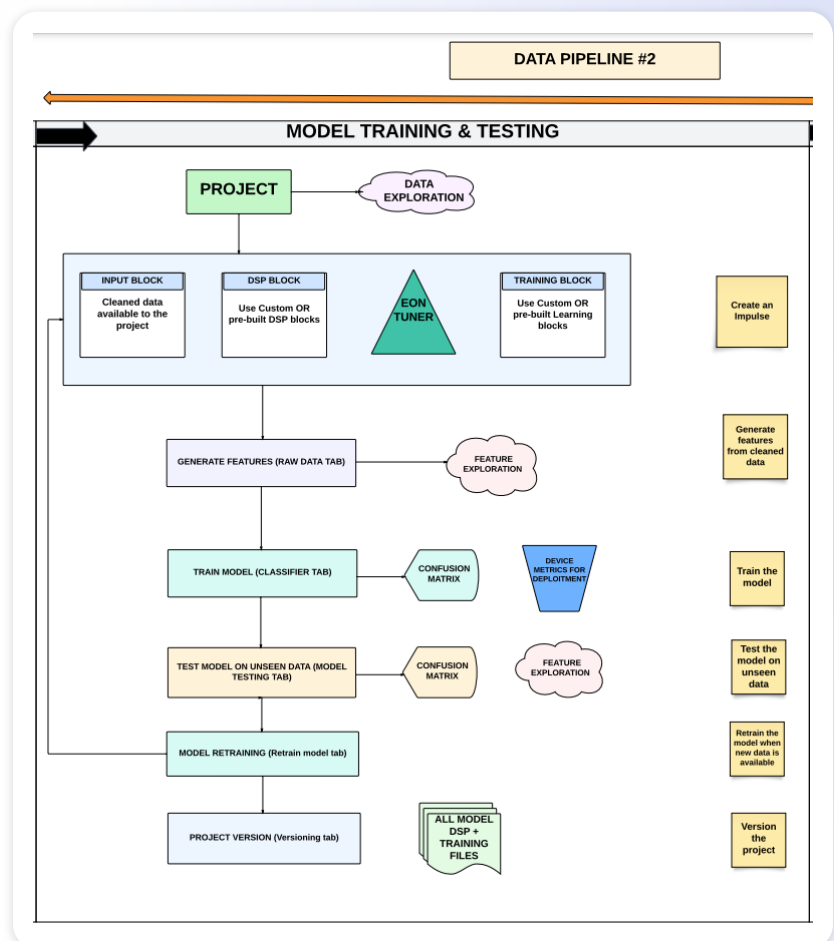 DATA PIPELINE #2
MODEL TRAINING & TESTING
PROJECT
DATA
EXPLORATION
INPUT BLOCK
Cleaned data
available to the
project
DSP BLOCK
Use Custom OR
pre-built DSP blocks
EON
TUNER
TRAINING BLOCK
Use Custom OR
pre-built Learning
blocks
Create an
Impulse
GENERATE FEATURES (RAW DATA TAB)
FEATURE
EXPLORATION
Generate
features
from cleaned
data
TRAIN MODEL (CLASSIFIER TAB)
CONFUSION
MATRIX
DEVICE
METRICS FOR
DEPLOITMENT
Train the
model
TEST MODEL ON UNSEEN DATA (MODEL
TESTING TAB)
CONFUSION
MATRIX
FEATURE
EXPLORATION
Test the
model on
unseen
data
MODEL RETRAINING (Retrain model tab)
Retrain the
model when
new data is
available
PROJECT VERSION (Versioning tab)
ALL MODEL
DSP +
TRAINING
FILES
Version
the
project